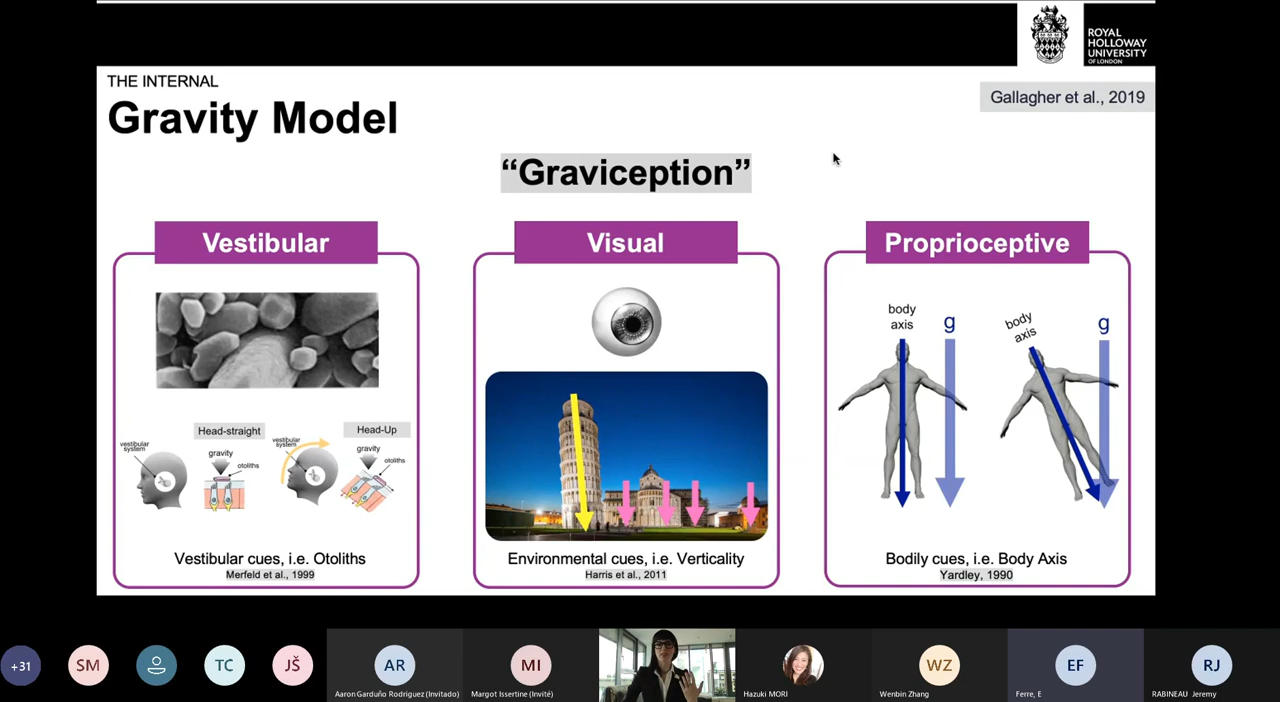 ROYAL
HOLLOWAY
UNIVERSITY
OF LONDON
THE INTERNAL
Gravity Model
Gallagher et al., 2019
“Graviception”
Vestibular
Visual
Proprioceptive
body
axis
g
body
axis
g
Head-straight
Head-Up
vestibular
system
gravity
otoliths
vestibular
system
gravity
otoliths
Vestibular cues, i.e. Otoliths
Merfeld et al., 1999
Environmental cues, i.e. Verticality
Harris et al., 2011
Bodily cues, i.e. Body Axis
Yardley, 1990
+31
SM
TC
JŠ
AR
Aaron Garduño Rodriguez (Invitado)
MI
Margot Issertine (Invité)
Hazuki MORI
WZ
Wenbin Zhang
EF
Ferre, E
RJ
RABINEAU Jeremy